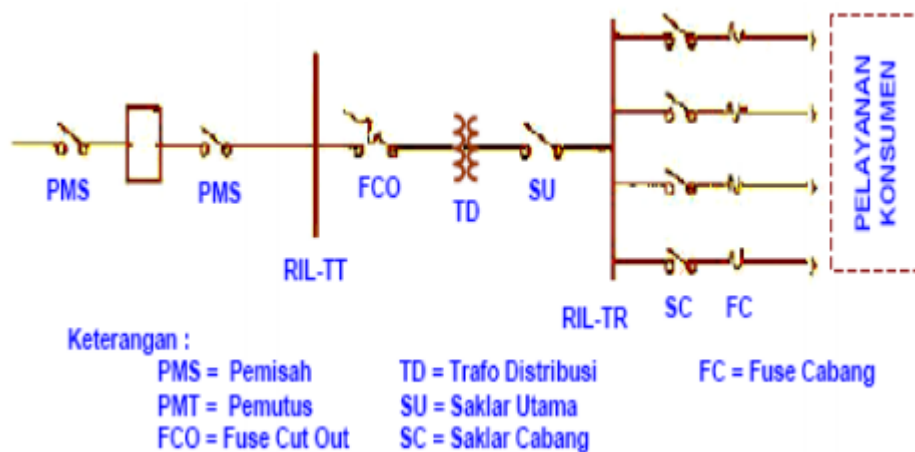 PMS
PMS
RIL-TT
FCO
TD
SU
RIL-TR
SC
FC
PELAYANAN
KONSUMEN
Keterangan :
PMS = Pemisah
PMT = Pemutus
FCO = Fuse Cut Out
TD = Trafo Distribusi
SU = Saklar Utama
SC = Saklar Cabang
FC = Fuse Cabang